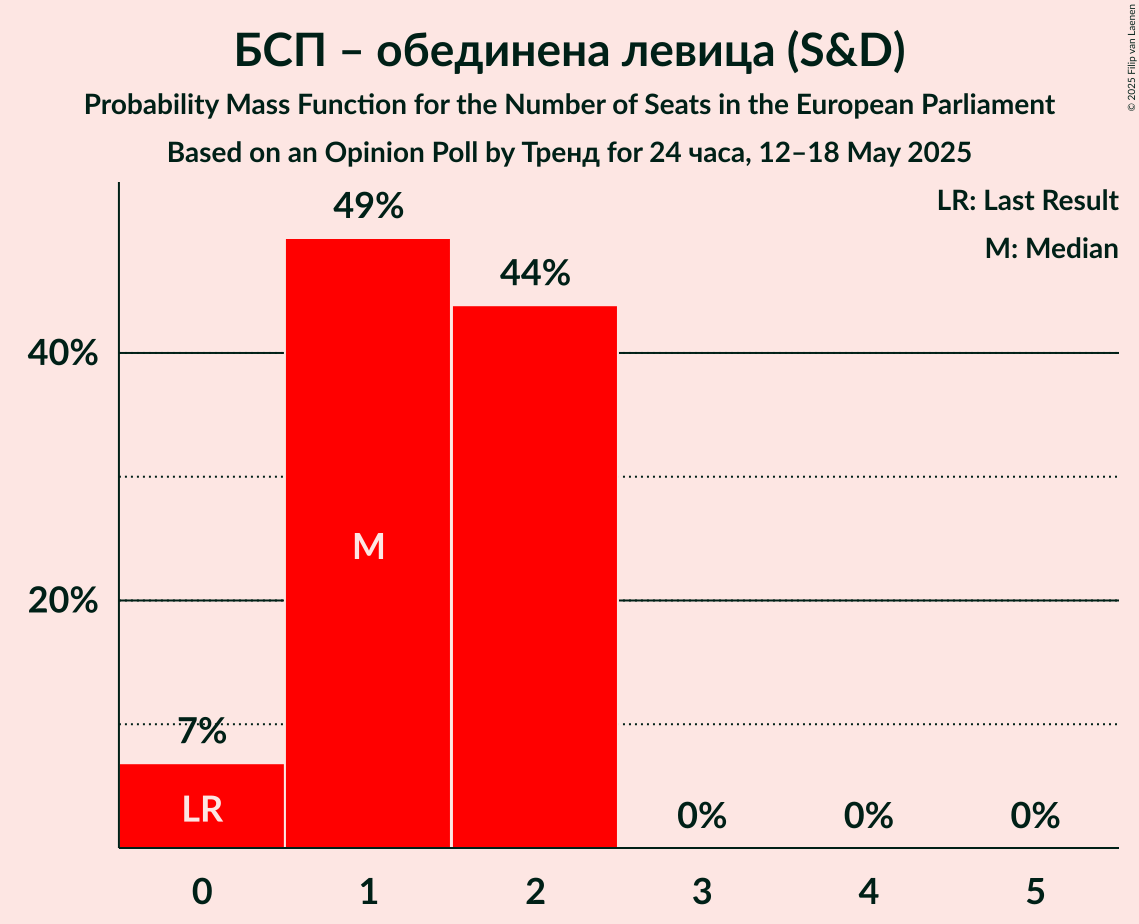 БСП – обединена левица (S&D)
Probability Mass Function for the Number of Seats in the European Parliament
Based on an Opinion Poll by Тренд for 24 часа, 12–18 May 2025
© 2025 Filip van Laenen
LR: Last Result
M: Median
49%
44%
40%
M
20%
7%
LR
0%
0%
0%
0
1
2
3
4
5